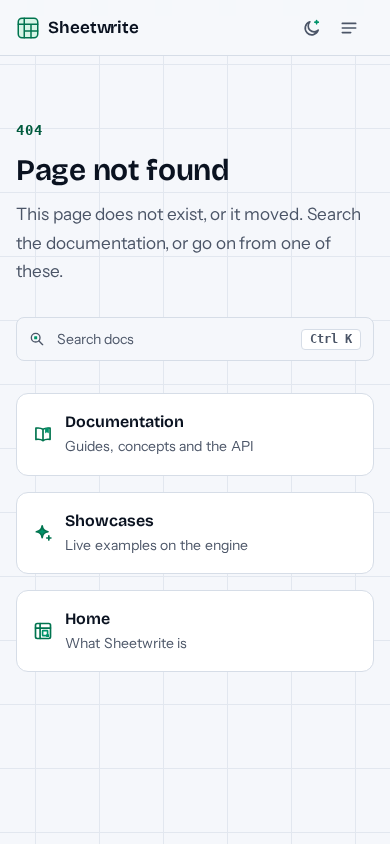 Sheetwrite
404
Page not found
This page does not exist, or it moved. Search
the documentation, or go on from one of
these.
Search docs
Ctrl K
Documentation
Guides, concepts and the API
Showcases
Live examples on the engine
Home
What Sheetwrite is